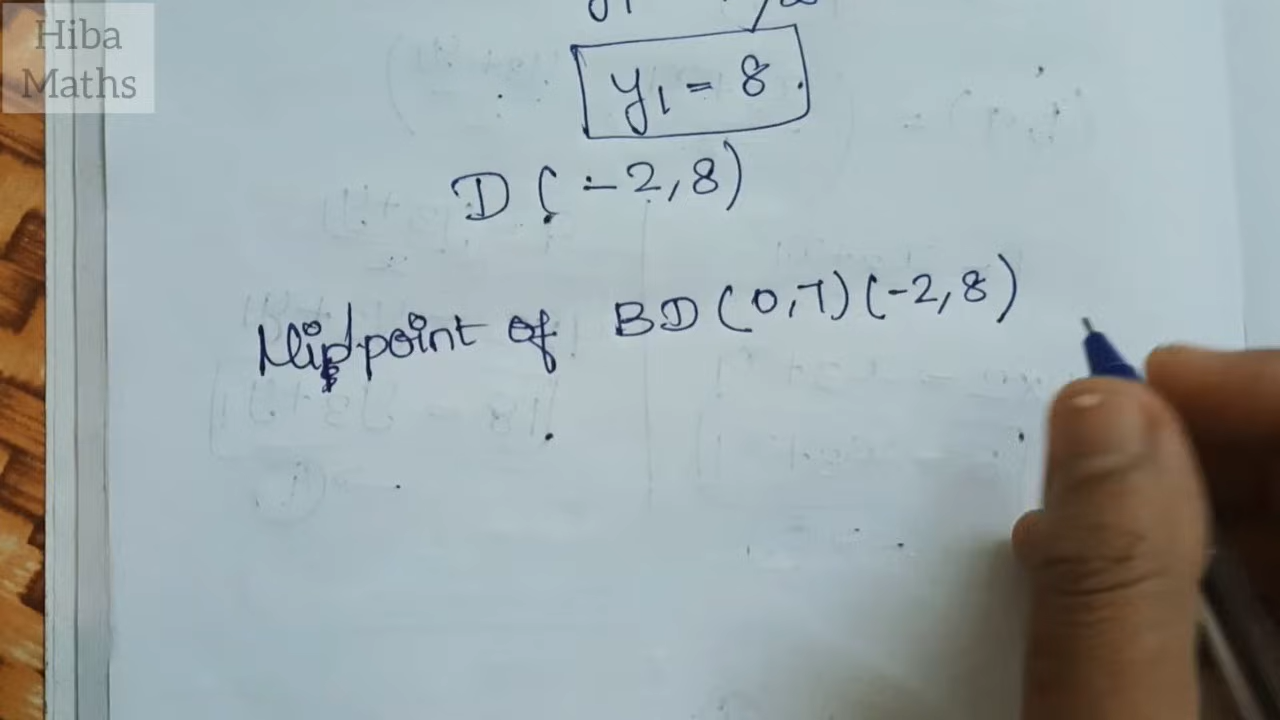 Hiba
Maths
y1 = 8
D (-2,8)
Midpoint of BD (0,7) (-2,8)